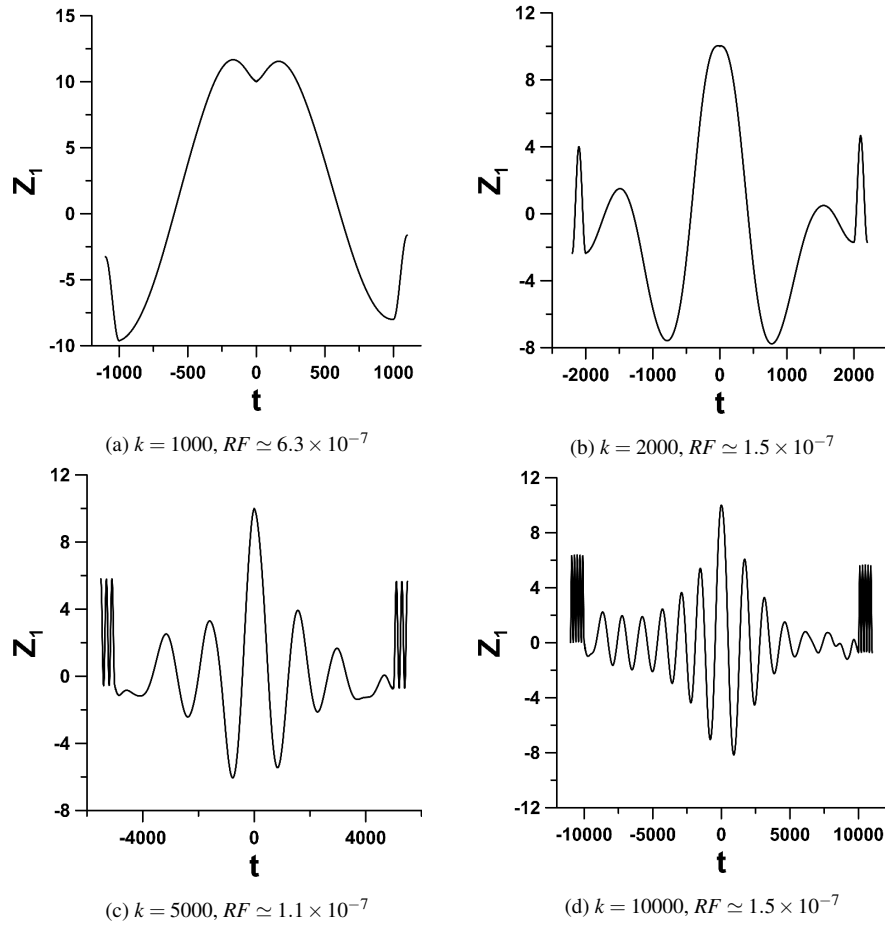 15
10
5
0
-5
-10
Z₁
-1000 -500 0 500 1000
t
(a) k = 1000, RF ≃ 6.3 × 10⁻⁷
12
8
4
0
-4
-8
Z₁
-2000 -1000 0 1000 2000
t
(b) k = 2000, RF ≃ 1.5 × 10⁻⁷
12
8
4
0
-4
-8
Z₁
-4000 0 4000
t
(c) k = 5000, RF ≃ 1.1 × 10⁻⁷
12
8
4
0
-4
-8
-12
Z₁
-10000 -5000 0 5000 10000
t
(d) k = 10000, RF ≃ 1.5 × 10⁻⁷